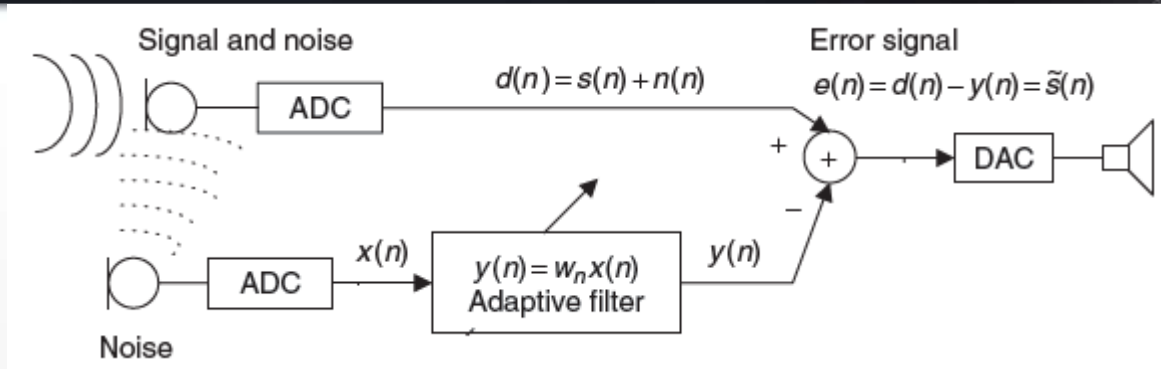 Signal and noise
Error signal
d(n)=s(n)+n(n)
e(n)=d(n)−y(n)=s̃(n)
ADC
+
+
DAC
−
x(n)
y(n)=wₙx(n)
y(n)
ADC
Adaptive filter
Noise